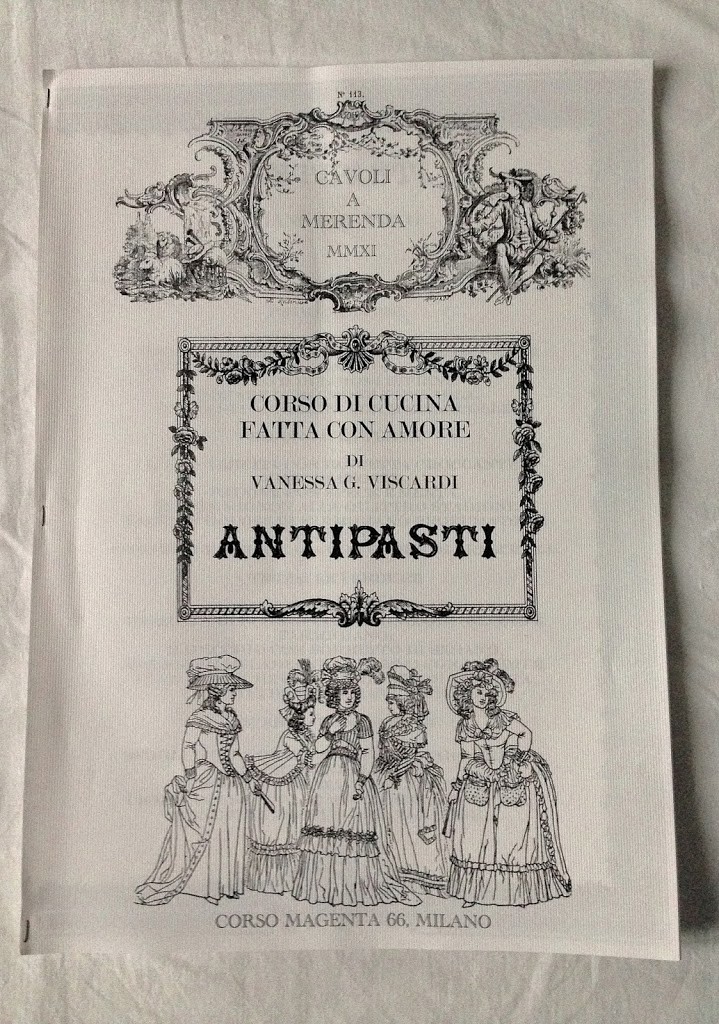 Nº 113.
CAVOLI
A
MERENDA
MMXI
CORSO DI CUCINA
FATTA CON AMORE
DI
VANESSA G. VISCARDI
ANTIPASTI
CORSO MAGENTA 66, MILANO